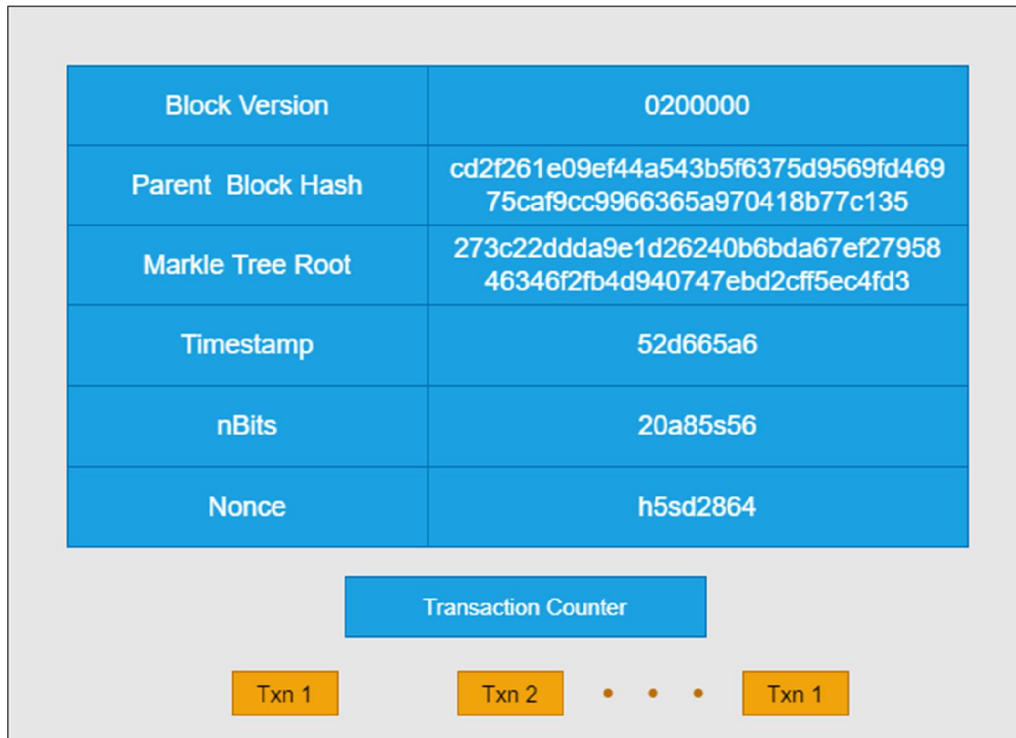 Block Version 0200000
Parent Block Hash cd2f261e09ef44a543b5f6375d9569fd469
75caf9cc9966365a970418b77c135
Markle Tree Root 273c22ddda9e1d26240b6bda67ef27958
46346f2fb4d940747ebd2cff5ec4fd3
Timestamp 52d665a6
nBits 20a85s56
Nonce h5sd2864
Transaction Counter
Txn 1 Txn 2 • • • Txn 1